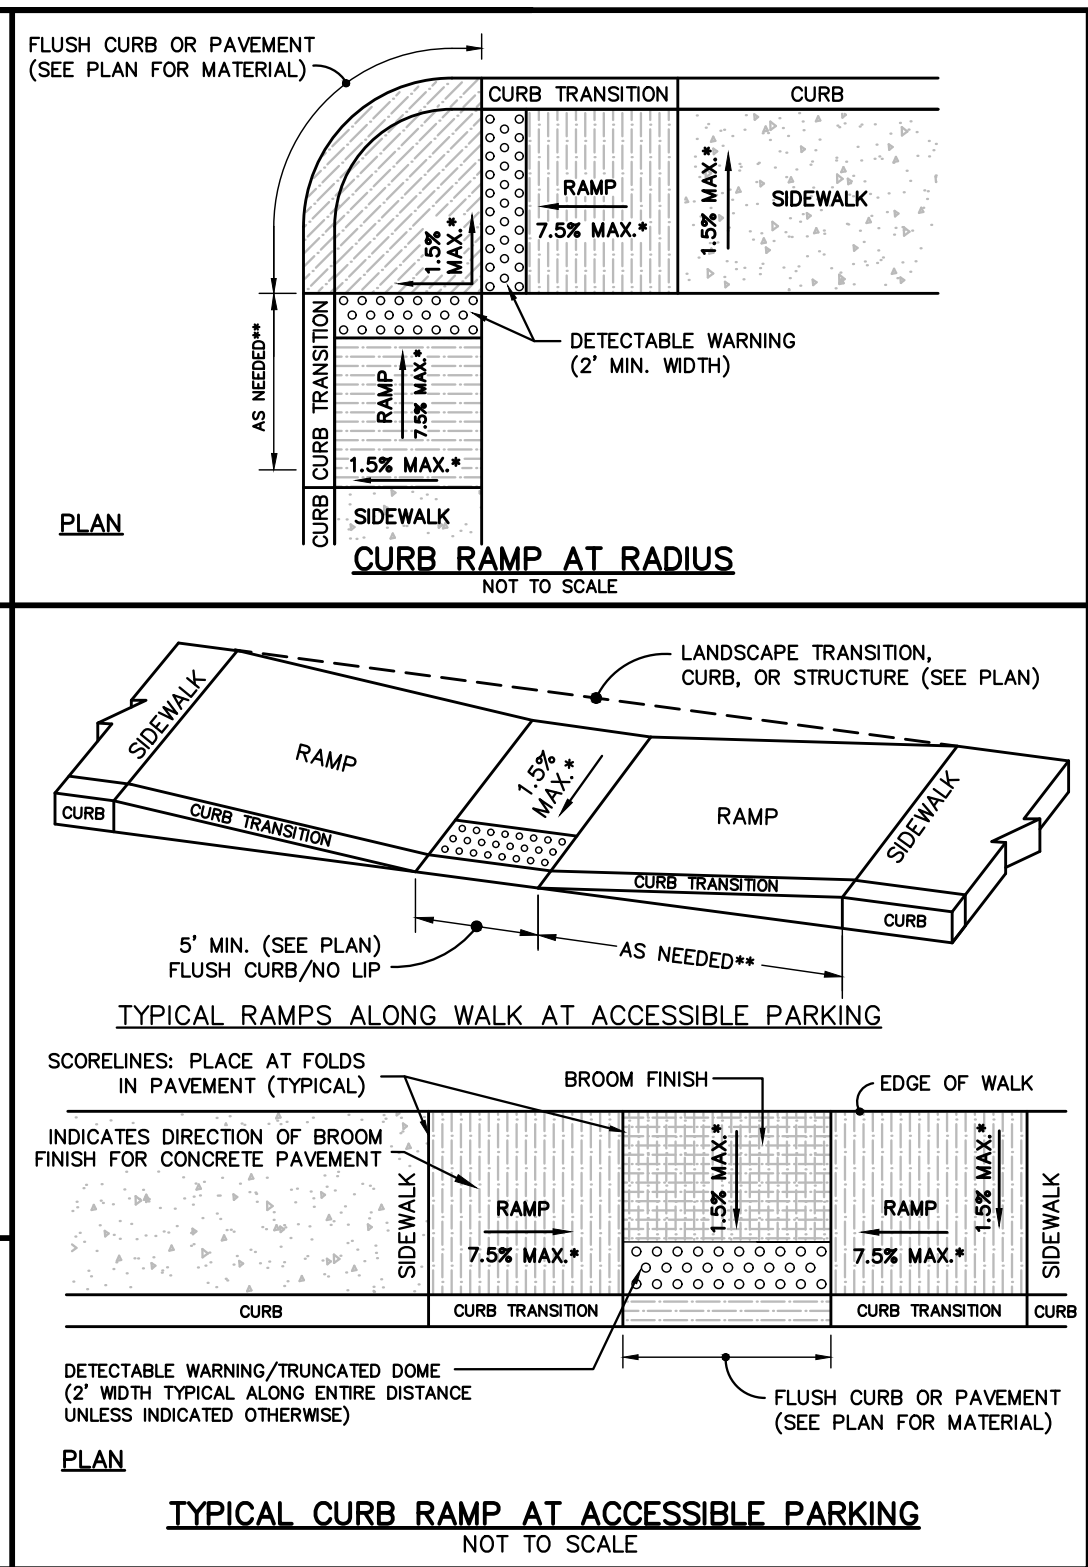 FLUSH CURB OR PAVEMENT
(SEE PLAN FOR MATERIAL)
CURB TRANSITION
CURB
RAMP
7.5% MAX.*
1.5% MAX.*
SIDEWALK
1.5%
MAX.*
DETECTABLE WARNING
(2' MIN. WIDTH)
AS NEEDED**
CURB TRANSITION
RAMP
7.5% MAX.*
1.5% MAX.*
CURB
SIDEWALK
PLAN
CURB RAMP AT RADIUS
NOT TO SCALE
LANDSCAPE TRANSITION,
CURB, OR STRUCTURE (SEE PLAN)
SIDEWALK
RAMP
1.5%
MAX.*
RAMP
SIDEWALK
CURB
CURB TRANSITION
CURB TRANSITION
CURB
5' MIN. (SEE PLAN)
FLUSH CURB/NO LIP
AS NEEDED**
TYPICAL RAMPS ALONG WALK AT ACCESSIBLE PARKING
SCORELINES: PLACE AT FOLDS
IN PAVEMENT (TYPICAL)
BROOM FINISH
EDGE OF WALK
INDICATES DIRECTION OF BROOM
FINISH FOR CONCRETE PAVEMENT
SIDEWALK
RAMP
7.5% MAX.*
1.5% MAX.*
RAMP
7.5% MAX.*
1.5% MAX.*
SIDEWALK
CURB
CURB TRANSITION
CURB TRANSITION
CURB
DETECTABLE WARNING/TRUNCATED DOME
(2' WIDTH TYPICAL ALONG ENTIRE DISTANCE
UNLESS INDICATED OTHERWISE)
FLUSH CURB OR PAVEMENT
(SEE PLAN FOR MATERIAL)
PLAN
TYPICAL CURB RAMP AT ACCESSIBLE PARKING
NOT TO SCALE